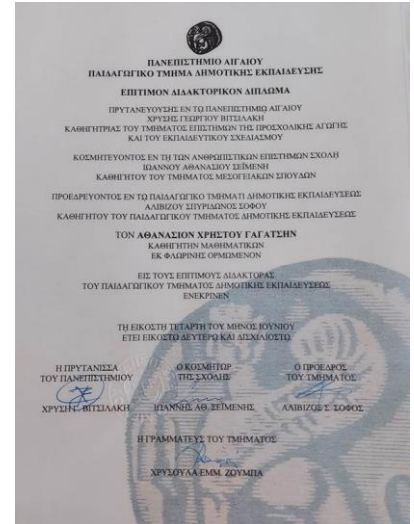 ΠΑΝΕΠΙΣΤΗΜΙΟ ΑΙΓΑΙΟΥ
ΠΑΙΔΑΓΩΓΙΚΟ ΤΜΗΜΑ ΔΗΜΟΤΙΚΗΣ ΕΚΠΑΙΔΕΥΣΗΣ
ΕΠΙΤΙΜΟΝ ΔΙΔΑΚΤΟΡΙΚΟΝ ΔΙΠΛΩΜΑ
ΠΡΥΤΑΝΕΥΟΥΣΗΣ ΕΝ ΤΩ ΠΑΝΕΠΙΣΤΗΜΙΩ ΑΙΓΑΙΟΥ
ΧΡΥΣΗΣ ΓΕΩΡΓΙΟΥ ΒΙΤΣΙΛΑΚΗ
ΚΑΘΗΓΗΤΡΙΑΣ ΤΟΥ ΤΜΗΜΑΤΟΣ ΕΠΙΣΤΗΜΩΝ ΤΗΣ ΠΡΟΣΧΟΛΙΚΗΣ ΑΓΩΓΗΣ
ΚΑΙ ΤΟΥ ΕΚΠΑΙΔΕΥΤΙΚΟΥ ΣΧΕΔΙΑΣΜΟΥ
ΚΟΣΜΗΤΕΥΟΝΤΟΣ ΕΝ ΤΗ ΤΩΝ ΑΝΘΡΩΠΙΣΤΙΚΩΝ ΕΠΙΣΤΗΜΩΝ ΣΧΟΛΗ
ΙΩΑΝΝΟΥ ΑΘΑΝΑΣΙΟΥ ΣΕΪΜΕΝΗ
ΚΑΘΗΓΗΤΟΥ ΤΟΥ ΤΜΗΜΑΤΟΣ ΜΕΣΟΓΕΙΑΚΩΝ ΣΠΟΥΔΩΝ
ΠΡΟΕΔΡΕΥΟΝΤΟΣ ΕΝ ΤΩ ΠΑΙΔΑΓΩΓΙΚΩ ΤΜΗΜΑΤΙ ΔΗΜΟΤΙΚΗΣ ΕΚΠΑΙΔΕΥΣΕΩΣ
ΑΛΙΒΙΖΟΥ ΣΠΥΡΙΔΩΝΟΣ ΣΟΦΟΥ
ΚΑΘΗΓΗΤΟΥ ΤΟΥ ΠΑΙΔΑΓΩΓΙΚΟΥ ΤΜΗΜΑΤΟΣ ΔΗΜΟΤΙΚΗΣ ΕΚΠΑΙΔΕΥΣΕΩΣ
ΤΟΝ ΑΘΑΝΑΣΙΟΝ ΧΡΗΣΤΟΥ ΓΑΓΑΤΣΗΝ
ΚΑΘΗΓΗΤΗΝ ΜΑΘΗΜΑΤΙΚΩΝ
ΕΚ ΦΛΩΡΙΝΗΣ ΟΡΜΩΜΕΝΟΝ
ΕΙΣ ΤΟΥΣ ΕΠΙΤΙΜΟΥΣ ΔΙΔΑΚΤΟΡΑΣ
ΤΟΥ ΠΑΙΔΑΓΩΓΙΚΟΥ ΤΜΗΜΑΤΟΣ ΔΗΜΟΤΙΚΗΣ ΕΚΠΑΙΔΕΥΣΕΩΣ
ΕΝΕΚΡΙΝΕΝ
ΤΗ ΕΙΚΟΣΤΗ ΤΕΤΑΡΤΗ ΤΟΥ ΜΗΝΟΣ ΙΟΥΝΙΟΥ
ΕΤΕΙ ΕΙΚΟΣΤΩ ΔΕΥΤΕΡΩ ΚΑΙ ΔΙΣΧΙΛΙΟΣΤΩ
Η ΠΡΥΤΑΝΙΣΣΑ Ο ΚΟΣΜΗΤΩΡ Ο ΠΡΟΕΔΡΟΣ
ΤΟΥ ΠΑΝΕΠΙΣΤΗΜΙΟΥ ΤΗΣ ΣΧΟΛΗΣ ΤΟΥ ΤΜΗΜΑΤΟΣ
ΧΡΥΣΗ Γ. ΒΙΤΣΙΛΑΚΗ ΙΩΑΝΝΗΣ ΑΘ. ΣΕΪΜΕΝΗΣ ΑΛΙΒΙΖΟΣ Σ. ΣΟΦΟΣ
Η ΓΡΑΜΜΑΤΕΥΣ ΤΟΥ ΤΜΗΜΑΤΟΣ
ΧΡΥΣΟΥΛΑ ΕΜΜ. ΖΟΥΜΠΑ